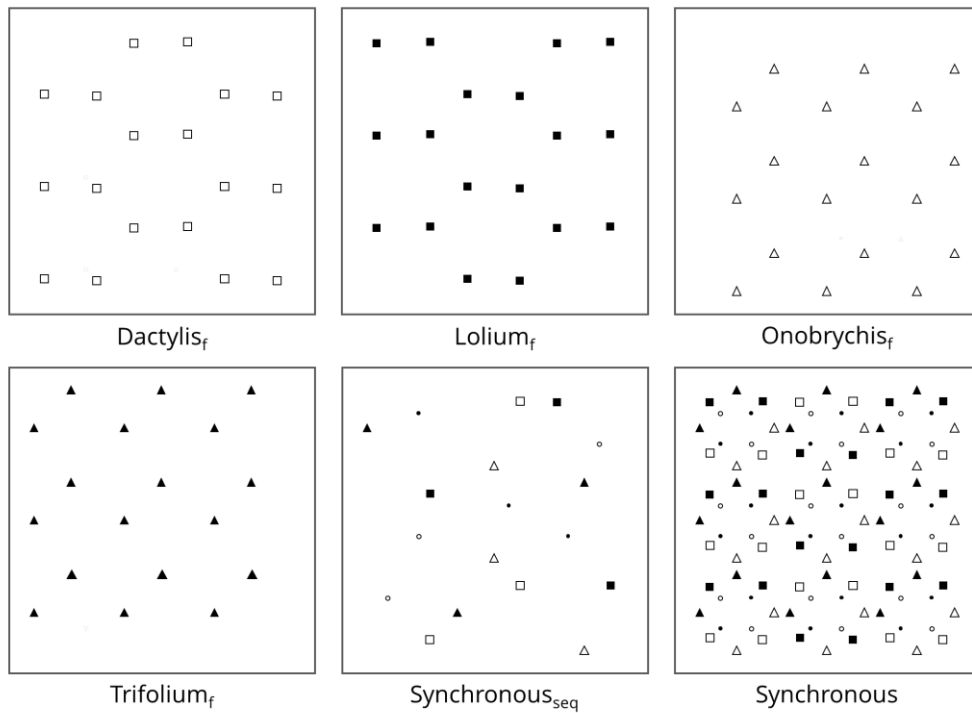 Dactylis_f
Lolium_f
Onobrychis_f
Trifolium_f
Synchronous_seq
Synchronous